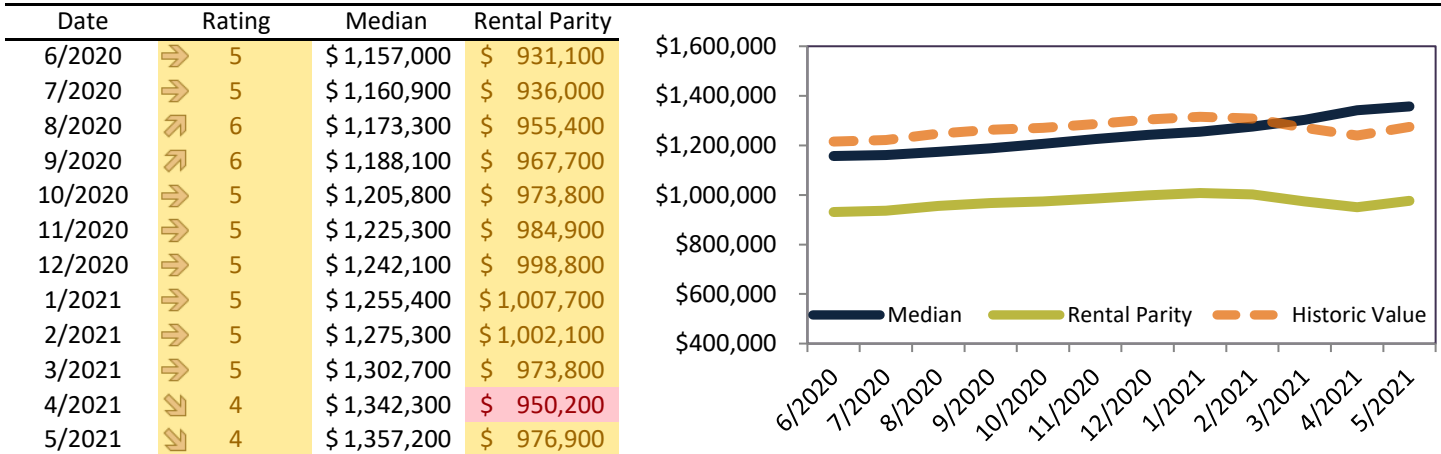 Date Rating Median Rental Parity
6/2020 5 $ 1,157,000 $ 931,100
7/2020 5 $ 1,160,900 $ 936,000
8/2020 6 $ 1,173,300 $ 955,400
9/2020 6 $ 1,188,100 $ 967,700
10/2020 5 $ 1,205,800 $ 973,800
11/2020 5 $ 1,225,300 $ 984,900
12/2020 5 $ 1,242,100 $ 998,800
1/2021 5 $ 1,255,400 $ 1,007,700
2/2021 5 $ 1,275,300 $ 1,002,100
3/2021 5 $ 1,302,700 $ 973,800
4/2021 4 $ 1,342,300 $ 950,200
5/2021 4 $ 1,357,200 $ 976,900
$1,600,000
$1,400,000
$1,200,000
$1,000,000
$800,000
$600,000
$400,000
Median Rental Parity Historic Value
6/2020 7/2020 8/2020 9/2020 10/2020 11/2020 12/2020 1/2021 2/2021 3/2021 4/2021 5/2021